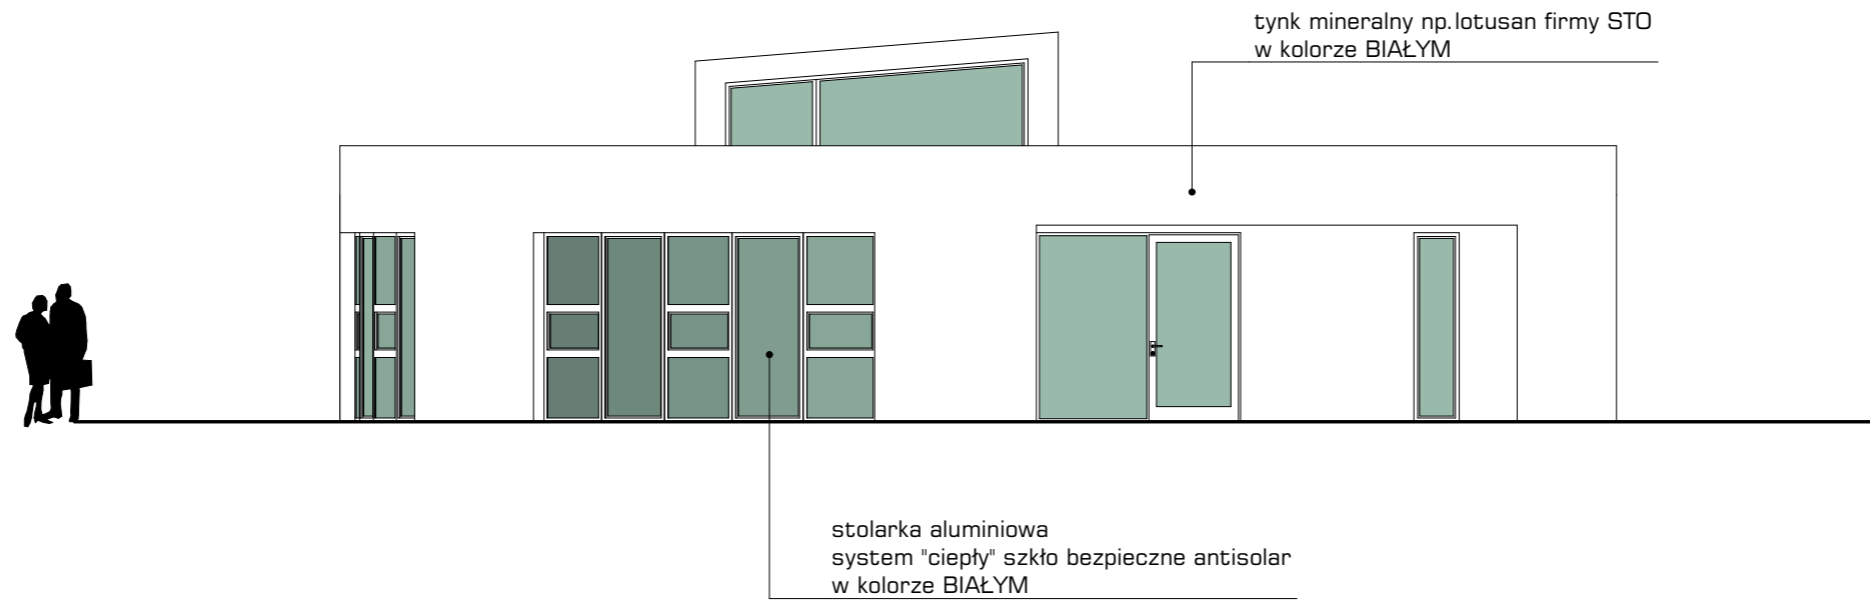 tynk mineralny np.lotusan firmy STO
w kolorze BIAŁYM
stolarka aluminiowa
system "ciepły" szkło bezpieczne antisolar
w kolorze BIAŁYM